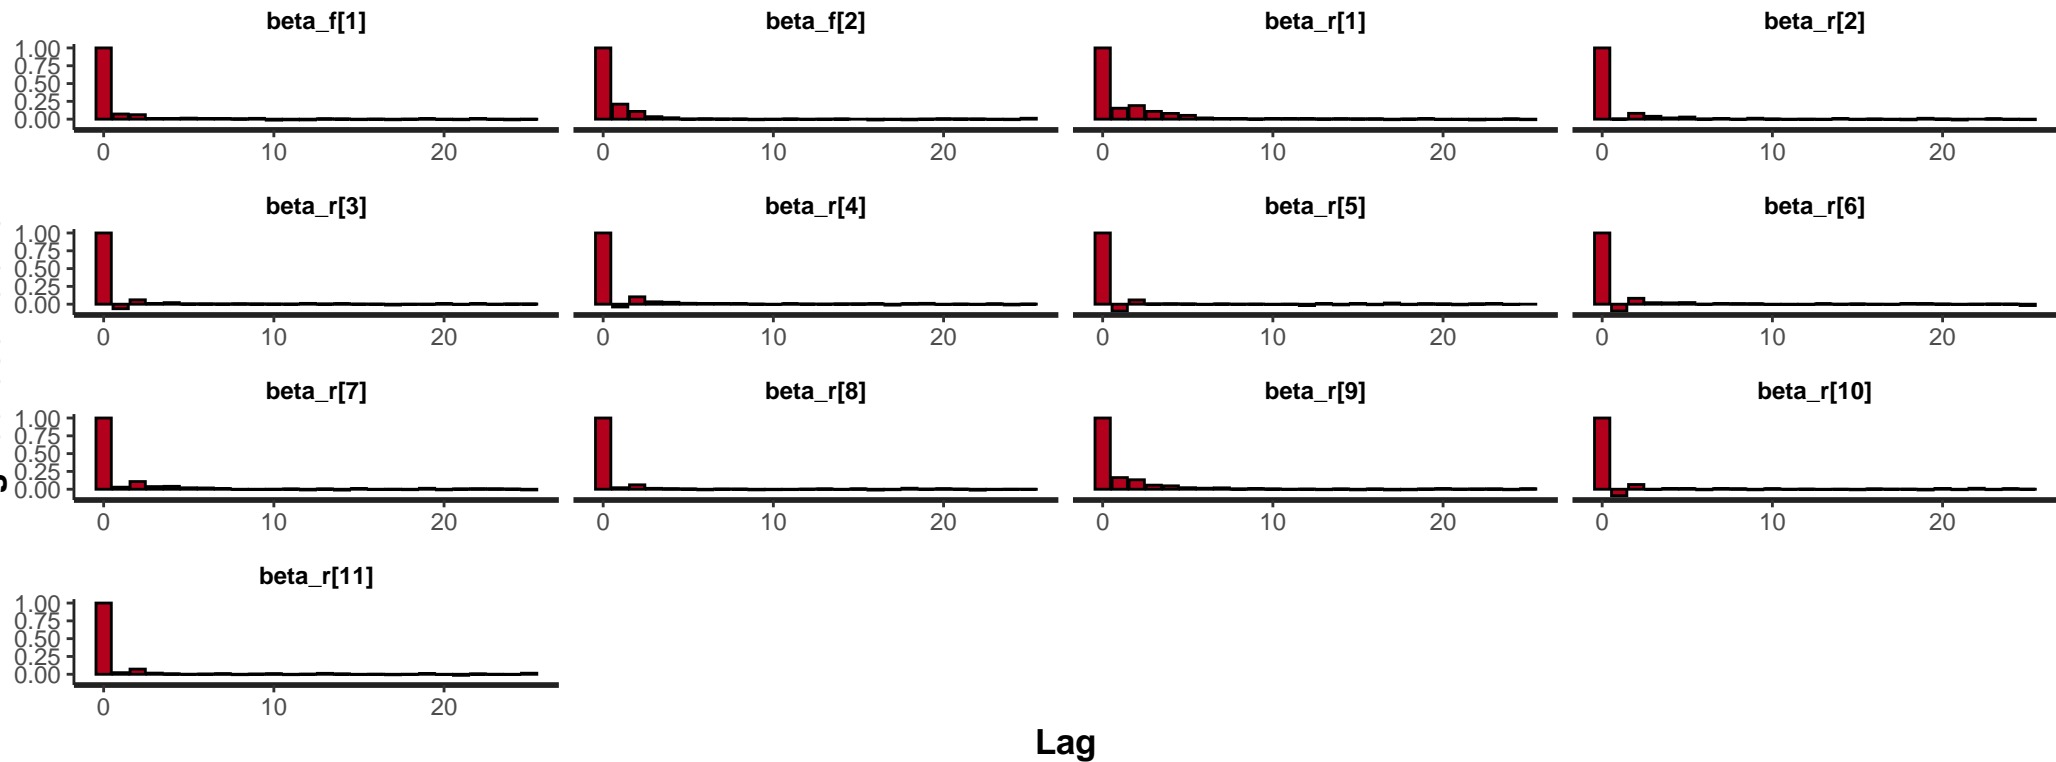 beta_f[1] beta_f[2] beta_r[1] beta_r[2]
1.00
0.75
0.50
0.25
0.00
0 10 20 0 10 20 0 10 20 0 10 20
beta_r[3] beta_r[4] beta_r[5] beta_r[6]
1.00
0.75
0.50
0.25
0.00
0 10 20 0 10 20 0 10 20 0 10 20
beta_r[7] beta_r[8] beta_r[9] beta_r[10]
1.00
0.75
0.50
0.25
0.00
0 10 20 0 10 20 0 10 20 0 10 20
beta_r[11]
1.00
0.75
0.50
0.25
0.00
0 10 20
Lag